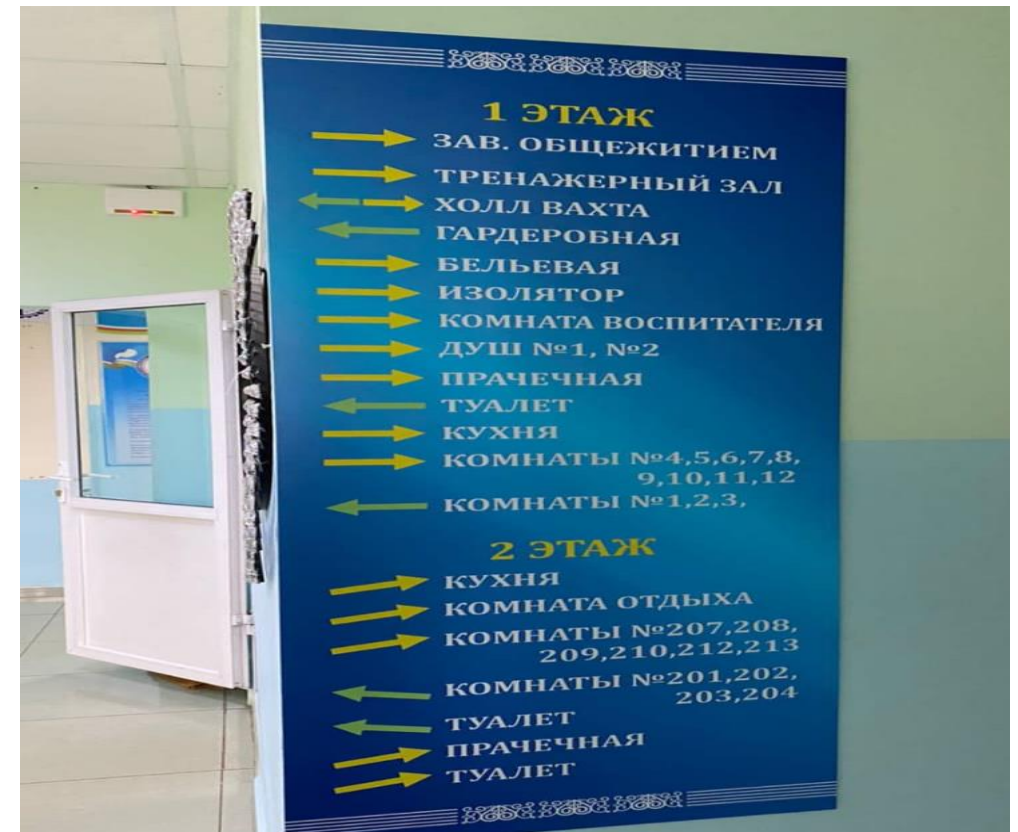 1 ЭТАЖ
ЗАВ. ОБЩЕЖИТИЕМ
ТРЕНАЖЕРНЫЙ ЗАЛ
ХОЛЛ ВАХТА
ГАРДЕРОБНАЯ
БЕЛЬЕВАЯ
ИЗОЛЯТОР
КОМНАТА ВОСПИТАТЕЛЯ
ДУШ №1, №2
ПРАЧЕЧНАЯ
ТУАЛЕТ
КУХНЯ
КОМНАТЫ №4,5,6,7,8,
9,10,11,12
КОМНАТЫ №1,2,3,
2 ЭТАЖ
КУХНЯ
КОМНАТА ОТДЫХА
КОМНАТЫ №207,208,
209,210,212,213
КОМНАТЫ №201,202,
203,204
ТУАЛЕТ
ПРАЧЕЧНАЯ
ТУАЛЕТ